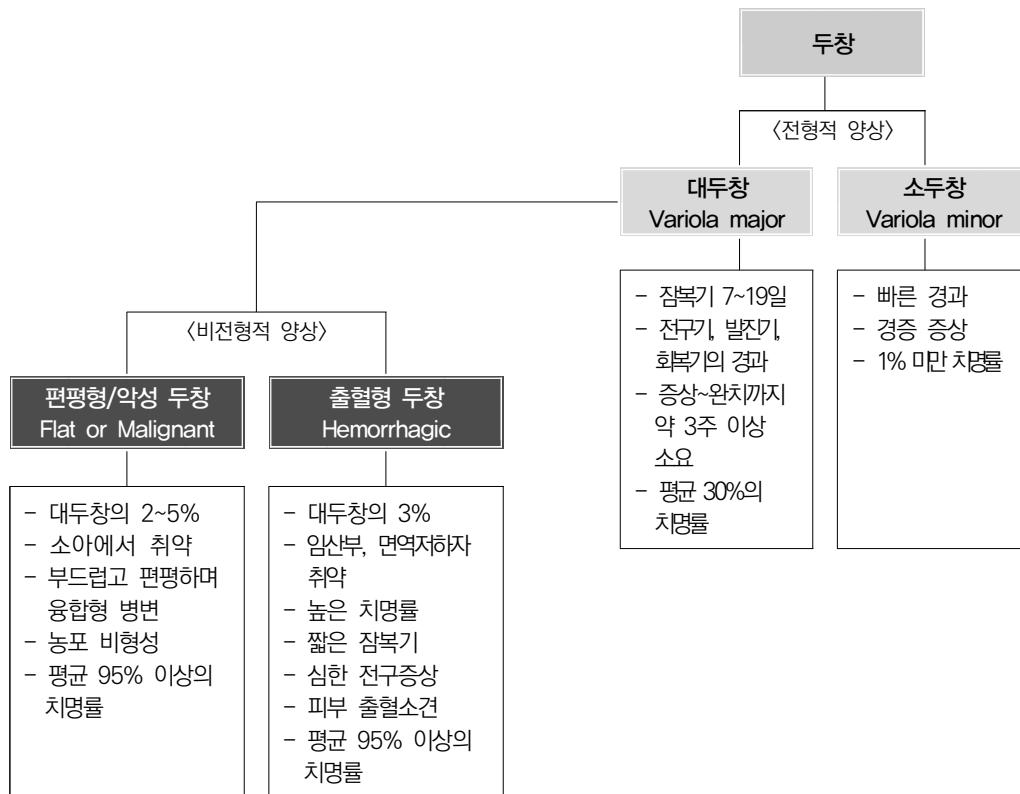 두창
〈전형적 양상〉
대두창
Variola major
소두창
Variola minor
- 잠복기 7~19일
- 전구기, 발진기,
회복기의 경과
- 증상~완치까지
약 3주 이상
소요
- 평균 30%의
치명률
- 빠른 경과
- 경증 증상
- 1% 미만 치명률
〈비전형적 양상〉
편평형/악성 두창
Flat or Malignant
출혈형 두창
Hemorrhagic
- 대두창의 2~5%
- 소아에서 취약
- 부드럽고 편평하며
융합형 병변
- 농포 비형성
- 평균 95% 이상의
치명률
- 대두창의 3%
- 임산부, 면역저하자
취약
- 높은 치명률
- 짧은 잠복기
- 심한 전구증상
- 피부 출혈소견
- 평균 95% 이상의
치명률